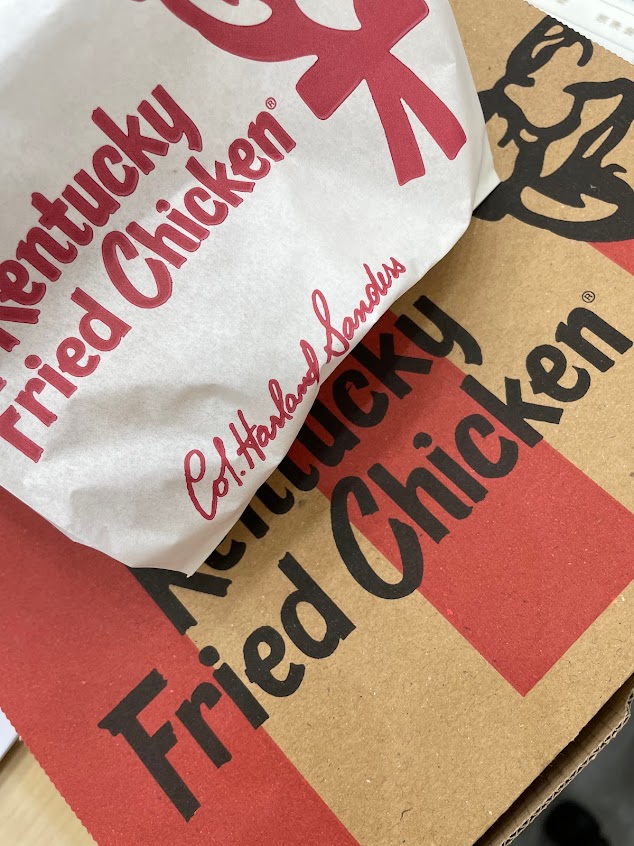 Kentucky
Fried Chicken®
Col. Harland Sanders
Kentucky
Fried Chicken®